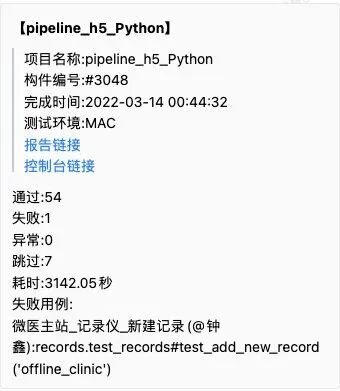 【pipeline_h5_Python】
项目名称:pipeline_h5_Python
构件编号:#3048
完成时间:2022-03-14 00:44:32
测试环境:MAC
报告链接
控制台链接
通过:54
失败:1
异常:0
跳过:7
耗时:3142.05秒
失败用例:
微医主站_记录仪_新建记录(@钟
鑫):records.test_records#test_add_new_record
('offline_clinic')